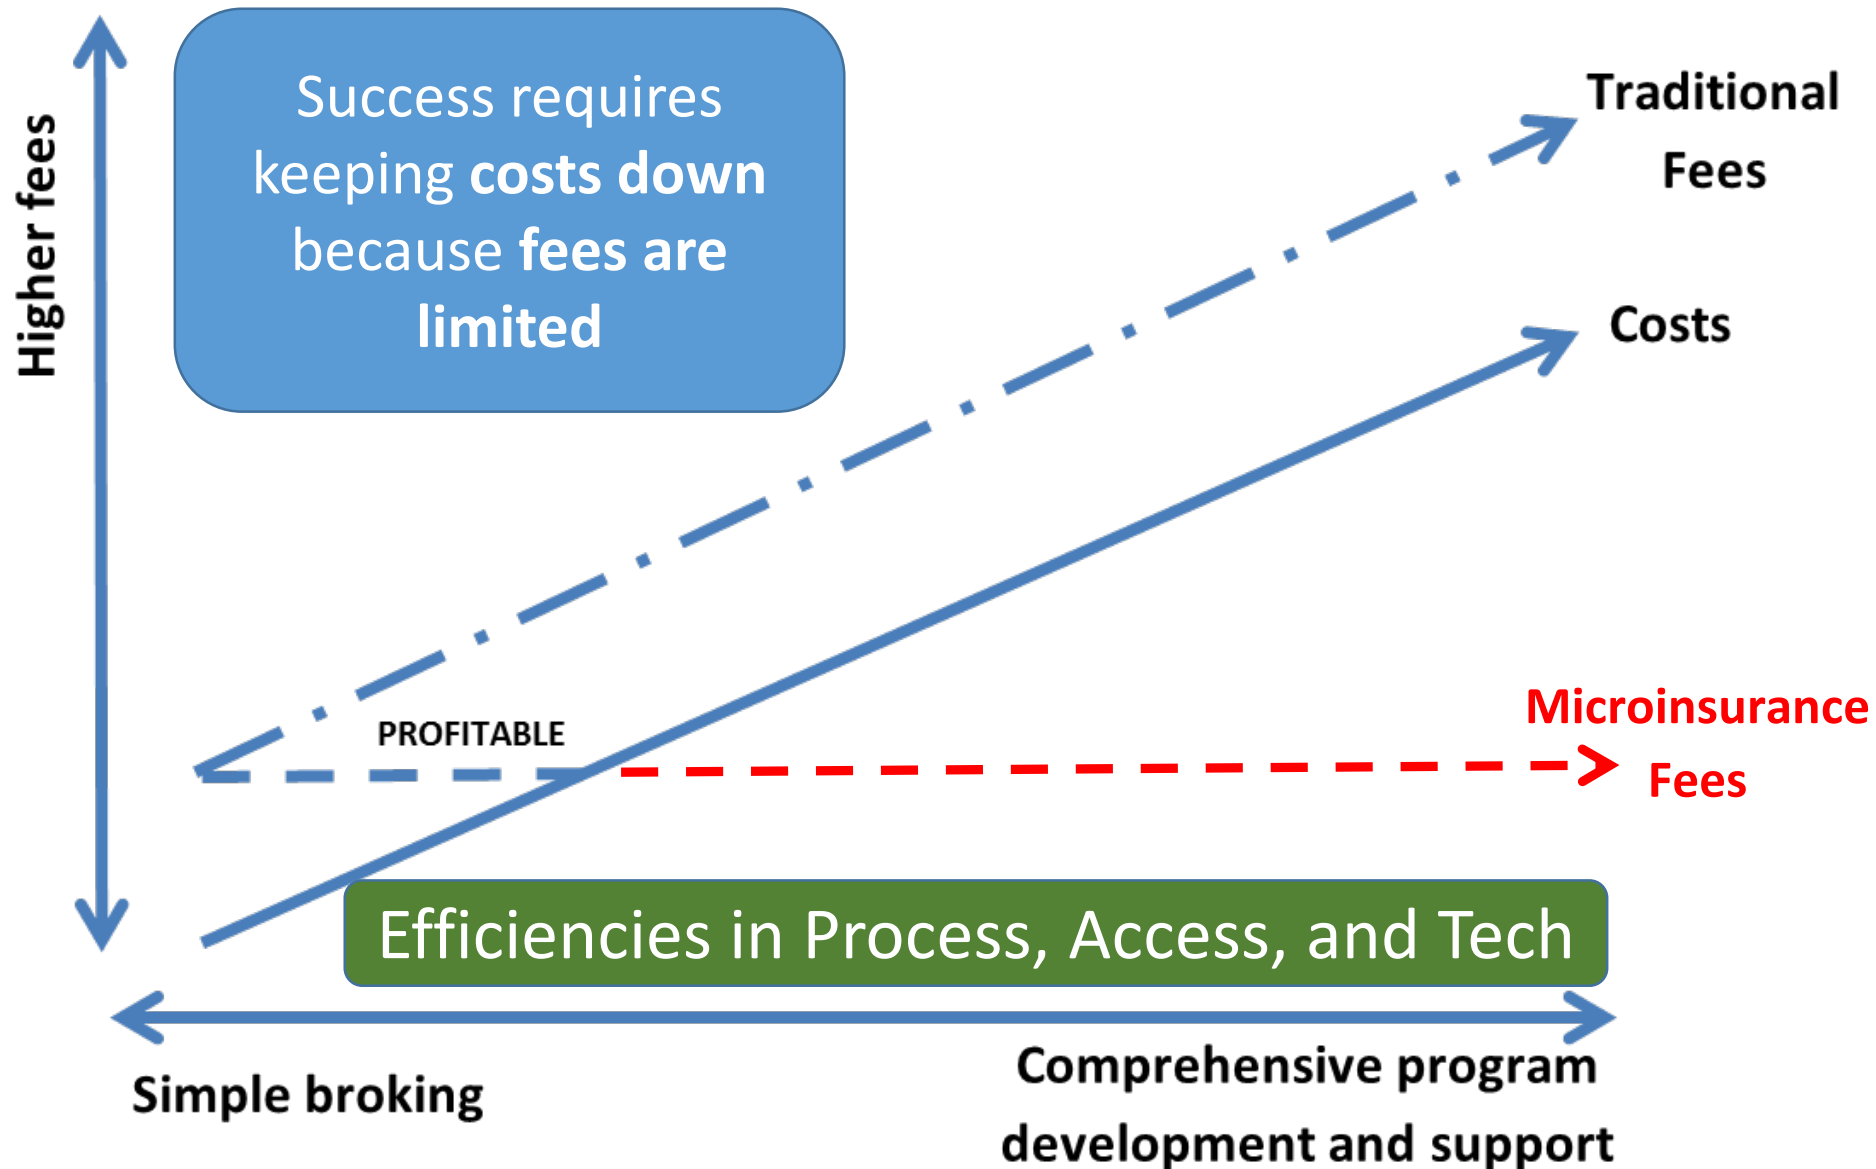 Higher fees
Success requires
keeping costs down
because fees are
limited
Traditional
Fees
Costs
PROFITABLE
Microinsurance
Fees
Efficiencies in Process, Access, and Tech
Simple broking
Comprehensive program
development and support